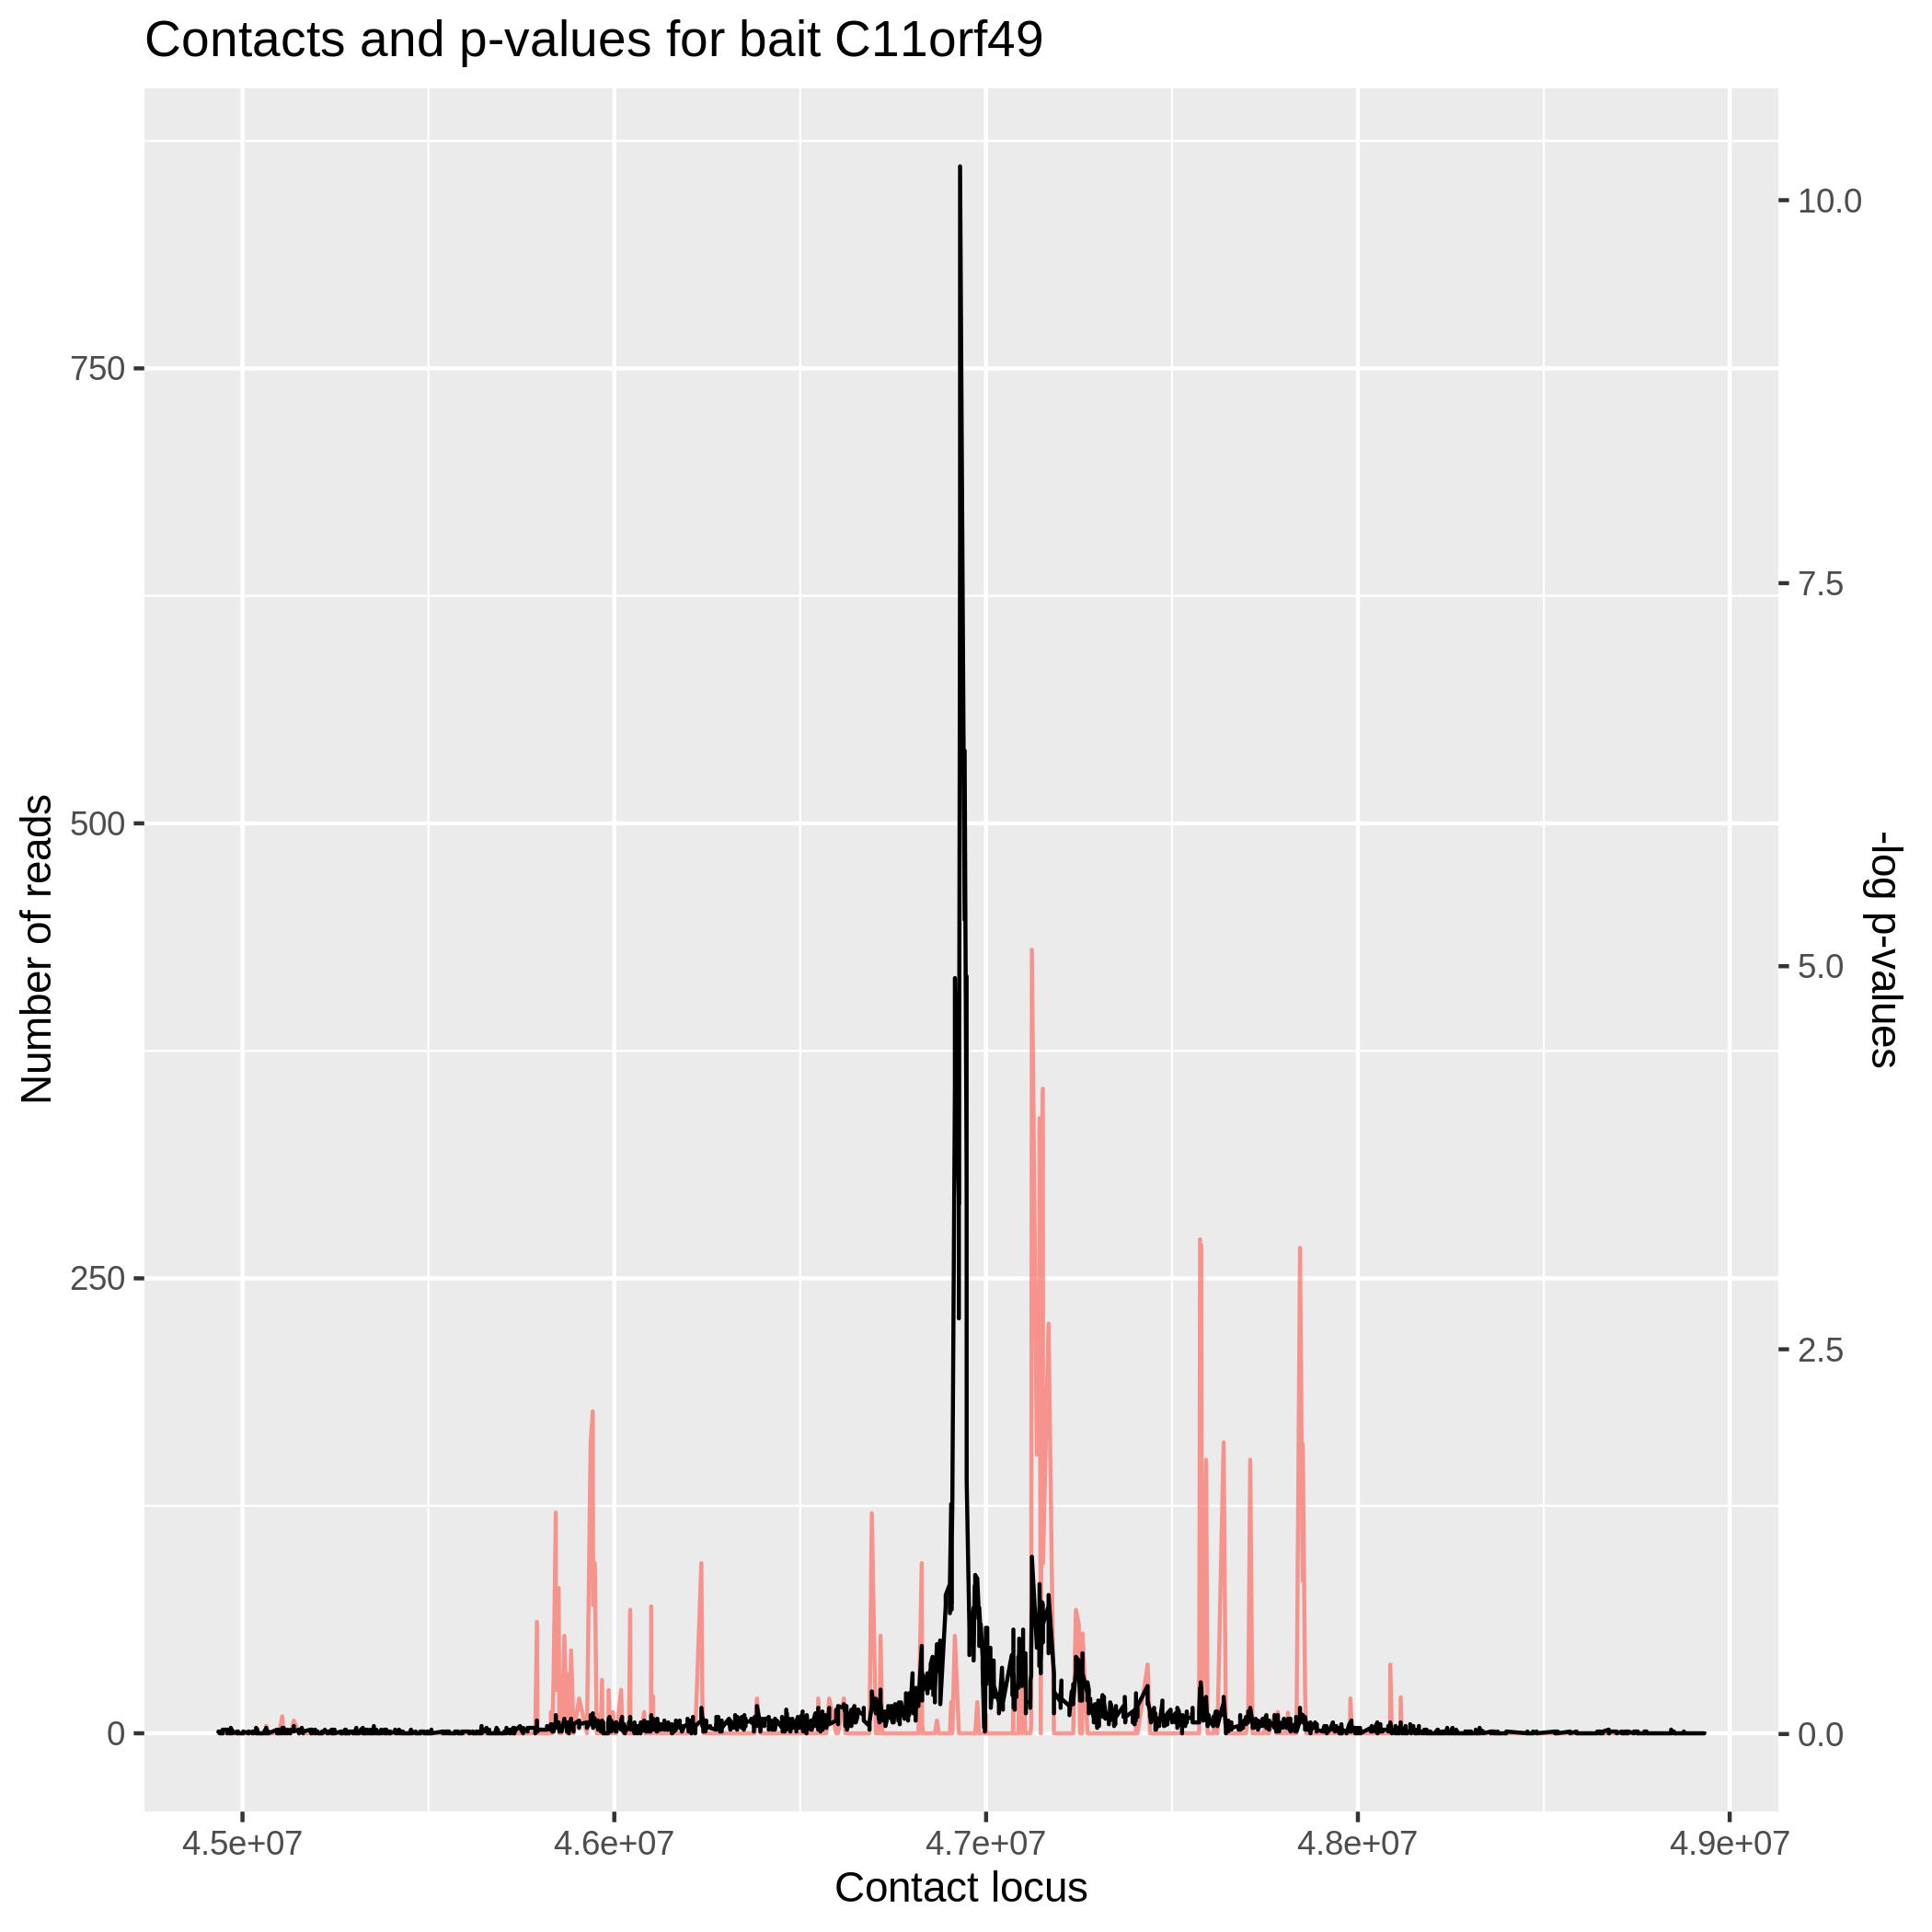 Contacts and p-values for bait C11orf49
Number of reads
750
500
250
0
10.0
7.5
5.0
2.5
0.0
-log p-values
4.5e+07 4.6e+07 4.7e+07 4.8e+07 4.9e+07
Contact locus